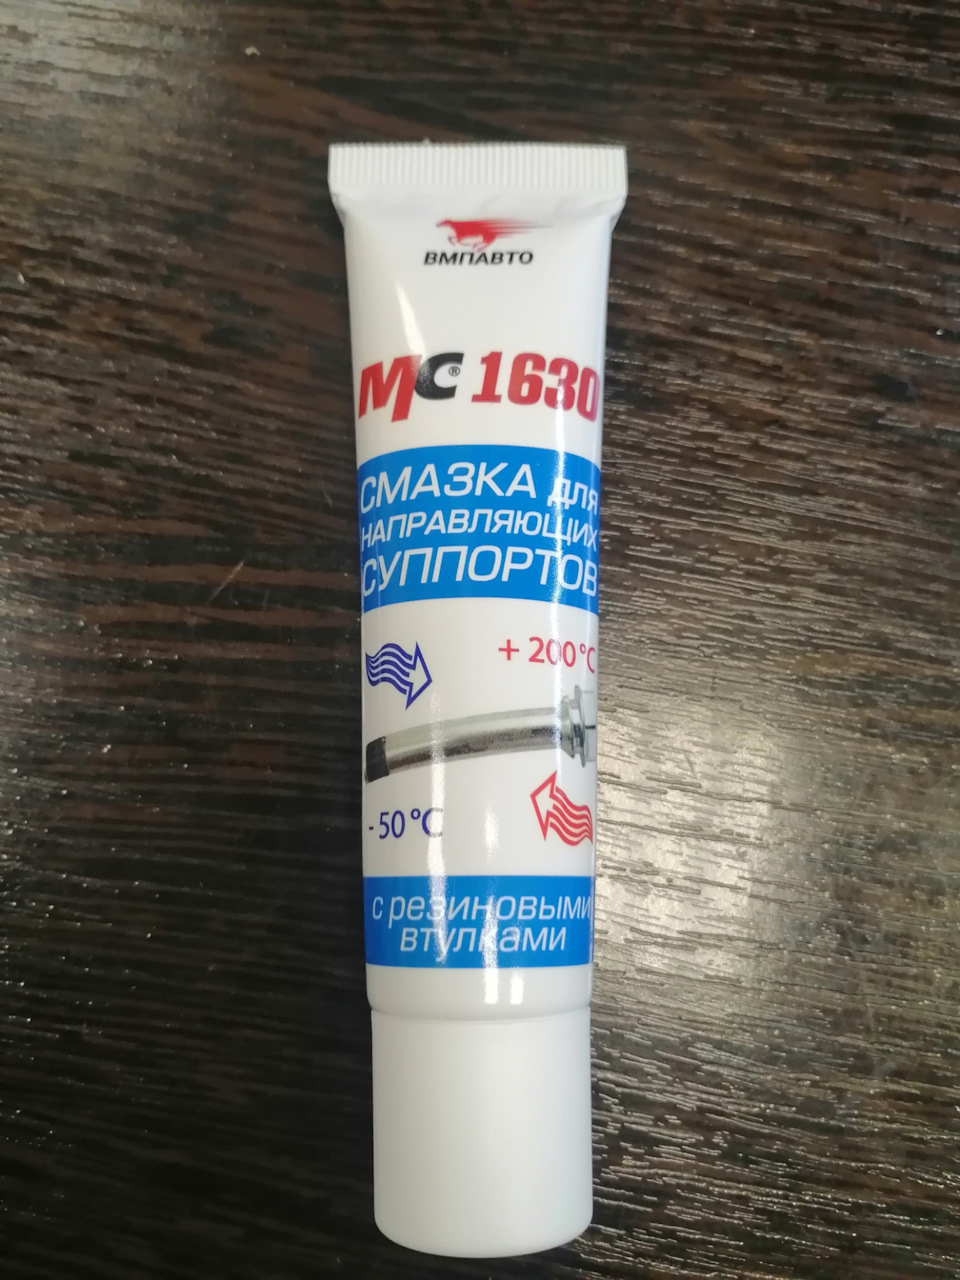 ВМПАВТО
МС® 1630
СМАЗКА для
НАПРАВЛЯЮЩИХ
СУППОРТОВ
+ 200 °C
- 50 °C
с резиновыми
втулками